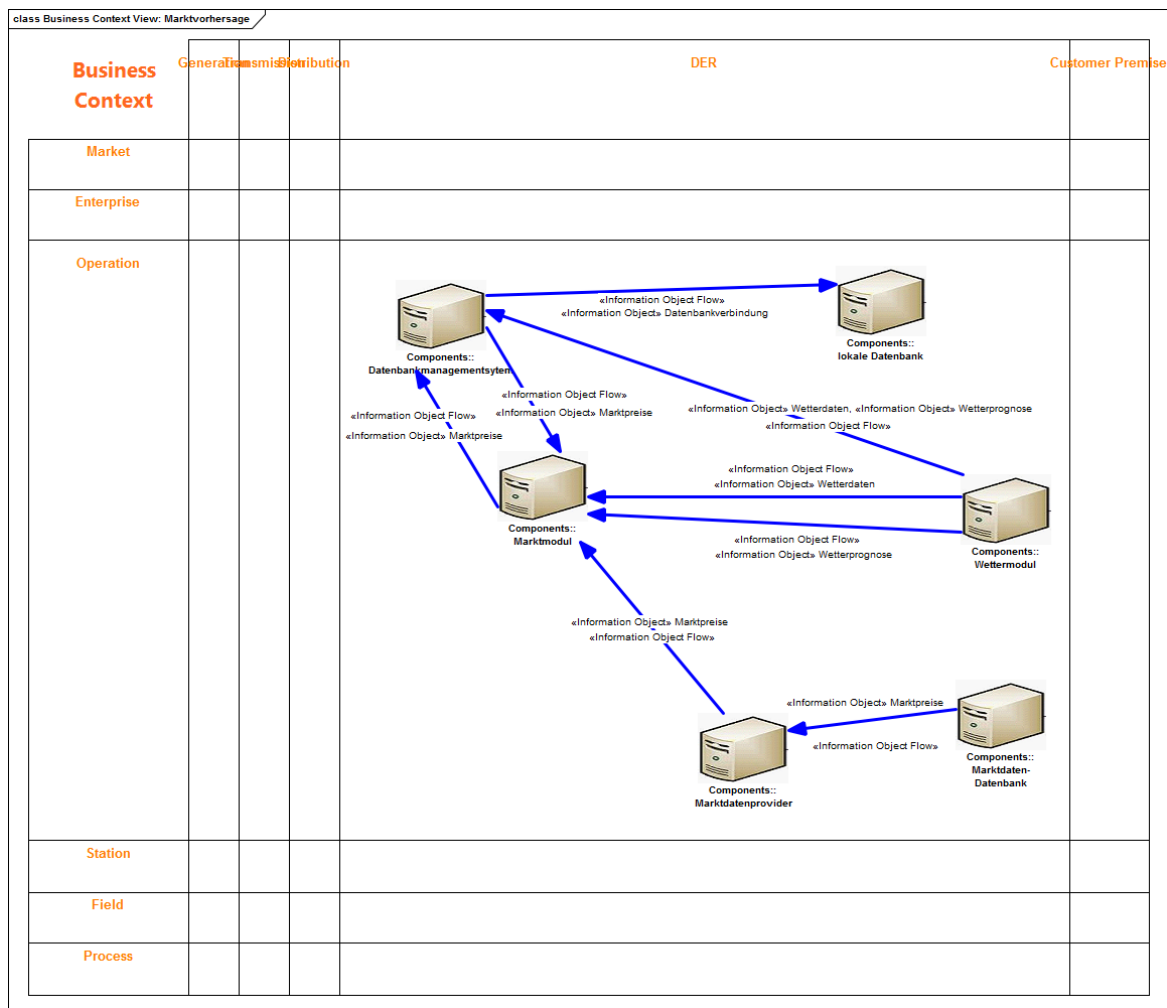 class Business Context View: Marktvorhersage
Business
Context
Generation
Transmission
Distribution
DER
Customer Premise
Market
Enterprise
Operation
«Information Object Flow»
«Information Object» Datenbankverbindung
Components::
lokale Datenbank
Components::
Datenbankmanagementsytem
«Information Object Flow»
«Information Object» Marktpreise
«Information Object Flow»
«Information Object» Marktpreise
«Information Object» Wetterdaten, «Information Object» Wetterprognose
«Information Object Flow»
«Information Object Flow»
«Information Object» Wetterdaten
Components::
Marktmodul
«Information Object Flow»
«Information Object» Wetterprognose
Components::
Wettermodul
«Information Object» Marktpreise
«Information Object Flow»
«Information Object» Marktpreise
«Information Object Flow»
Components::
Marktdaten-
Datenbank
Components::
Marktdatenprovider
Station
Field
Process